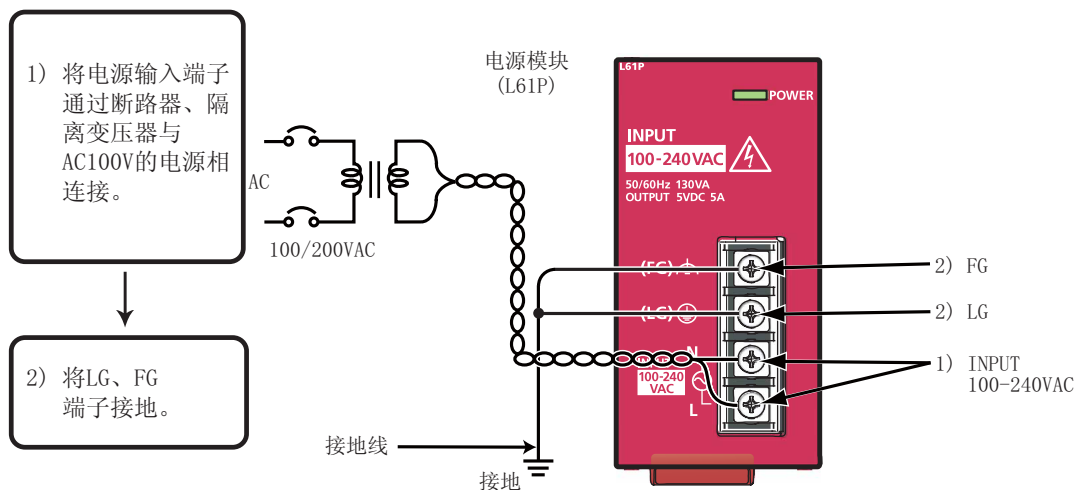 1) 将电源输入端子
通过断路器、隔
离变压器与
AC100V的电源相
连接。
2) 将LG、FG
端子接地。
AC
100/200VAC
电源模块
(L61P)
L61P
POWER
INPUT
100-240VAC
50/60Hz 130VA
OUTPUT 5VDC 5A
(FG)
(LG)
N
100-240
VAC
L
2) FG
2) LG
1) INPUT
100-240VAC
接地线
接地